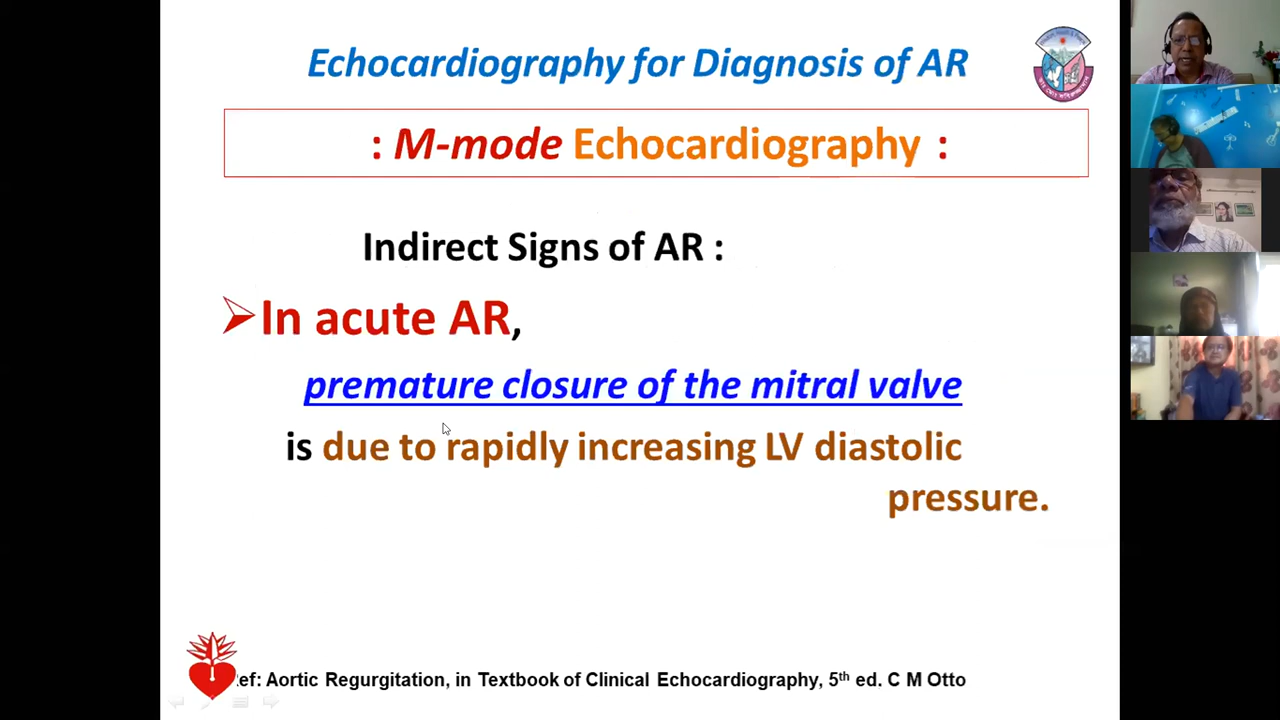 Echocardiography for Diagnosis of AR
: M-mode Echocardiography :
Indirect Signs of AR :
In acute AR,
premature closure of the mitral valve
is due to rapidly increasing LV diastolic
pressure.
ef: Aortic Regurgitation, in Textbook of Clinical Echocardiography, 5th ed. C M Otto